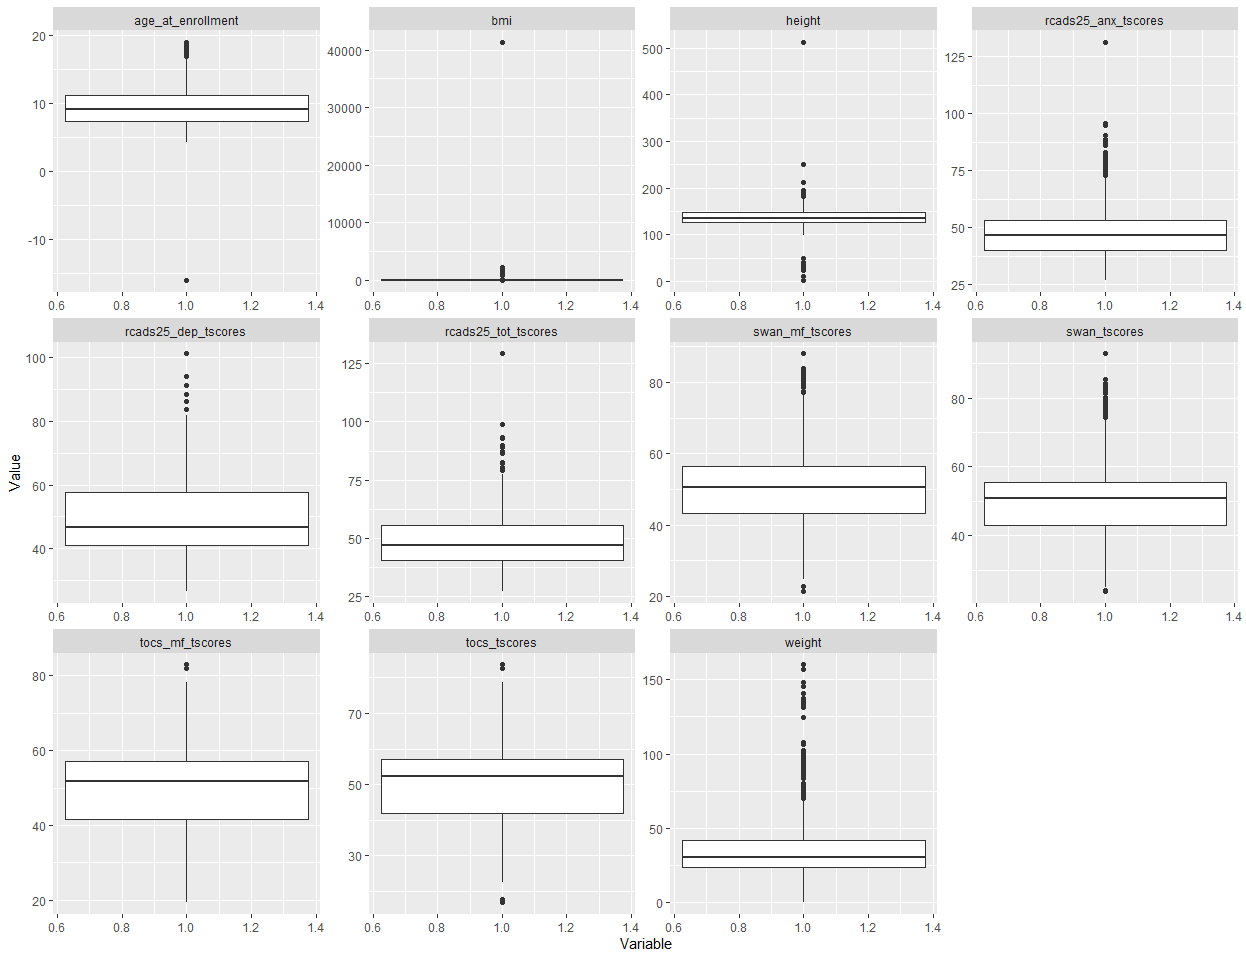 age_at_enrollment bmi height rcads25_anx_tscores
20
10
0
-10
0.6 0.8 1.0 1.2 1.4
40000
30000
20000
10000
0
0.6 0.8 1.0 1.2 1.4
500
400
300
200
100
0
0.6 0.8 1.0 1.2 1.4
125
100
75
50
25
0.6 0.8 1.0 1.2 1.4
rcads25_dep_tscores rcads25_tot_tscores swan_mf_tscores swan_tscores
100
80
60
40
0.6 0.8 1.0 1.2 1.4
125
100
75
50
25
0.6 0.8 1.0 1.2 1.4
80
60
40
20
0.6 0.8 1.0 1.2 1.4
80
60
40
0.6 0.8 1.0 1.2 1.4
tocs_mf_tscores tocs_tscores weight
80
60
40
20
0.6 0.8 1.0 1.2 1.4
70
50
30
0.6 0.8 1.0 1.2 1.4
150
100
50
0
0.6 0.8 1.0 1.2 1.4
Value
Variable